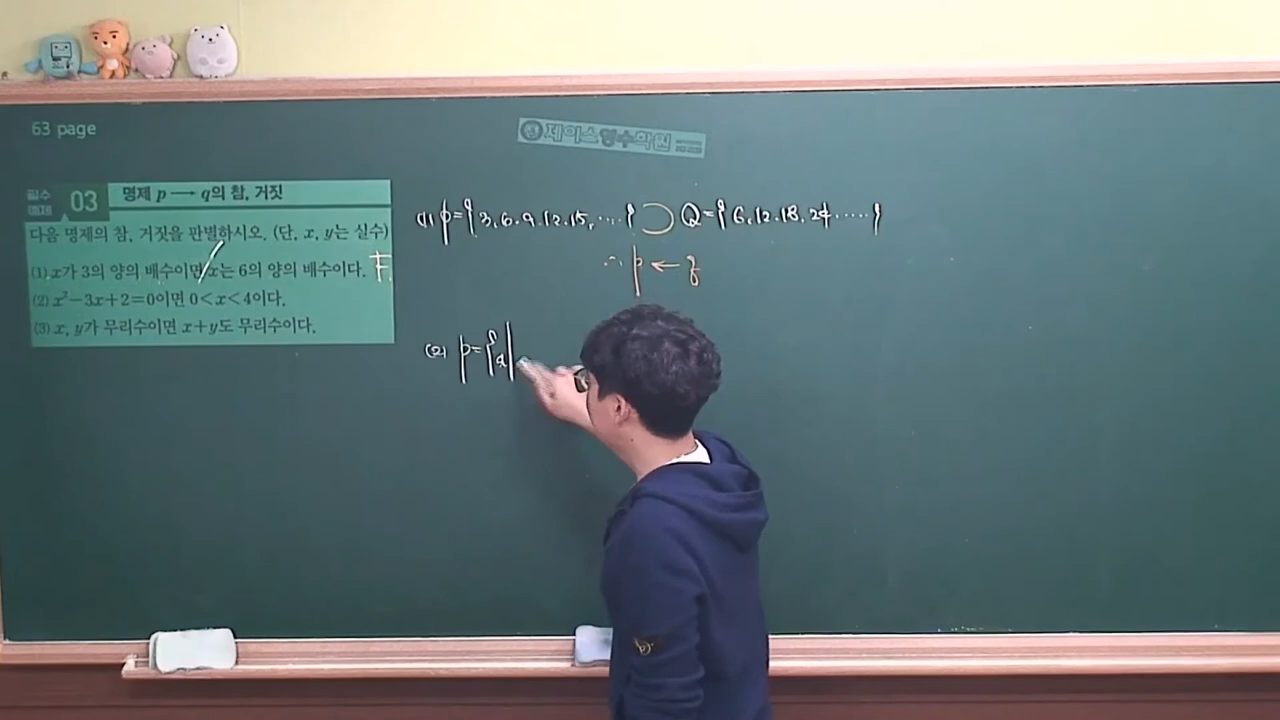 63 page
제이스영수학원
필수 예제 03 명제 p → q의 참, 거짓
다음 명제의 참, 거짓을 판별하시오. (단, x, y는 실수)
(1) x가 3의 양의 배수이면 x는 6의 양의 배수이다. F
(2) x²-3x+2=0이면 0<x<4이다.
(3) x, y가 무리수이면 x+y도 무리수이다.
(1) P={3, 6, 9, 12, 15, ...} ⊃ Q={6, 12, 18, 24 .....}
∴ p ← q
(2) P={x|